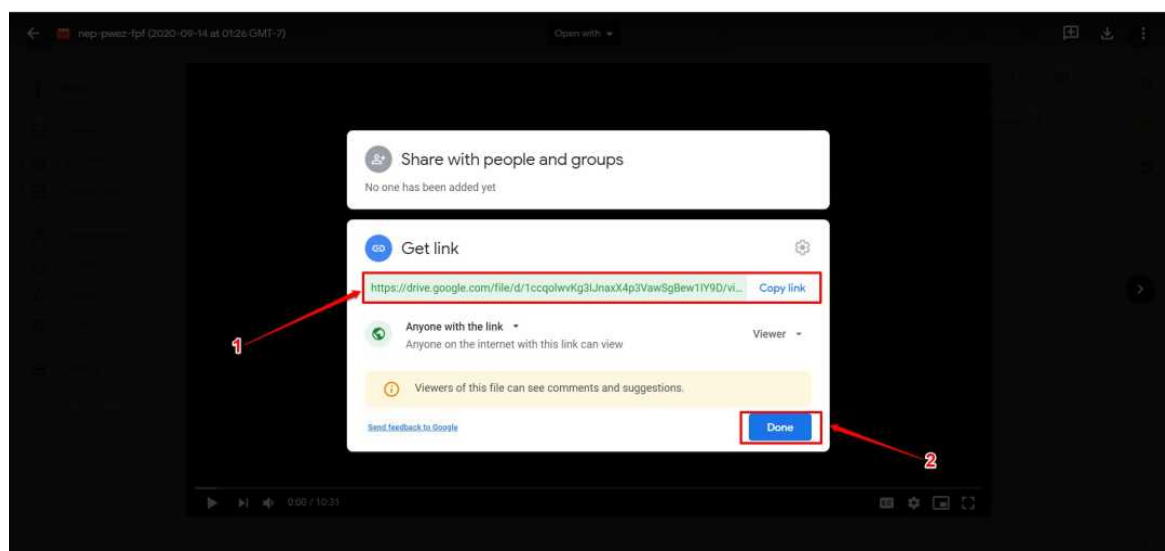 nep-pwez-fpf (2020-09-14 at 01:26 GMT-7)
Open with
Share with people and groups
No one has been added yet
Get link
https://drive.google.com/file/d/1ccqolwvKg3IJnaxX4p3VawSgBew1IY9D/vi...
Copy link
Anyone with the link
Anyone on the internet with this link can view
Viewer
1
Viewers of this file can see comments and suggestions.
Send feedback to Google
Done
2
0:00 / 10:31